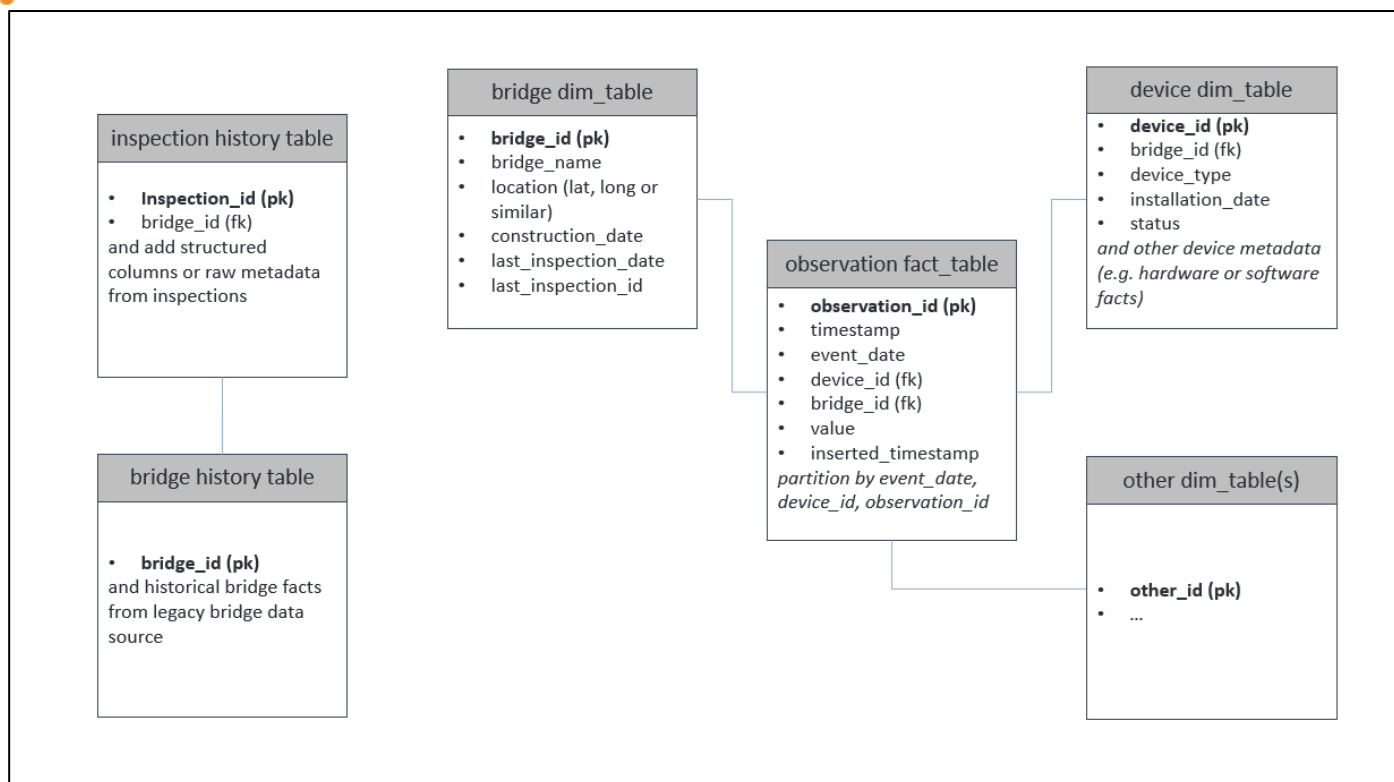 inspection history table
• Inspection_id (pk)
• bridge_id (fk)
and add structured
columns or raw metadata
from inspections
bridge history table
• bridge_id (pk)
and historical bridge facts
from legacy bridge data
source
bridge dim_table
• bridge_id (pk)
• bridge_name
• location (lat, long or
similar)
• construction_date
• last_inspection_date
• last_inspection_id
observation fact_table
• observation_id (pk)
• timestamp
• event_date
• device_id (fk)
• bridge_id (fk)
• value
• inserted_timestamp
partition by event_date,
device_id, observation_id
device dim_table
• device_id (pk)
• bridge_id (fk)
• device_type
• installation_date
• status
and other device metadata
(e.g. hardware or software
facts)
other dim_table(s)
• other_id (pk)
• ...